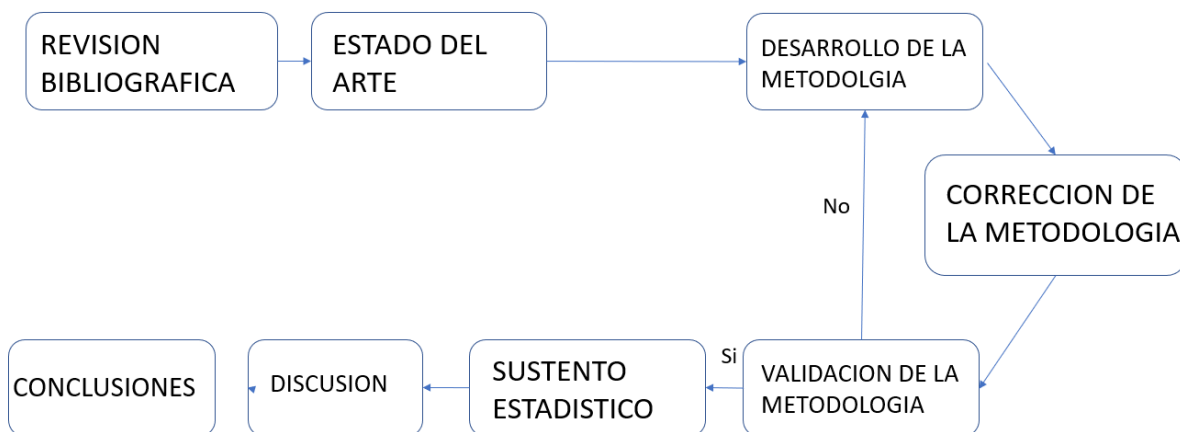 REVISION
BIBLIOGRAFICA
ESTADO DEL
ARTE
DESARROLLO DE LA
METODOLGIA
CORRECCION DE
LA METODOLOGIA
No
Si
VALIDACION DE LA
METODOLOGIA
SUSTENTO
ESTADISTICO
DISCUSION
CONCLUSIONES